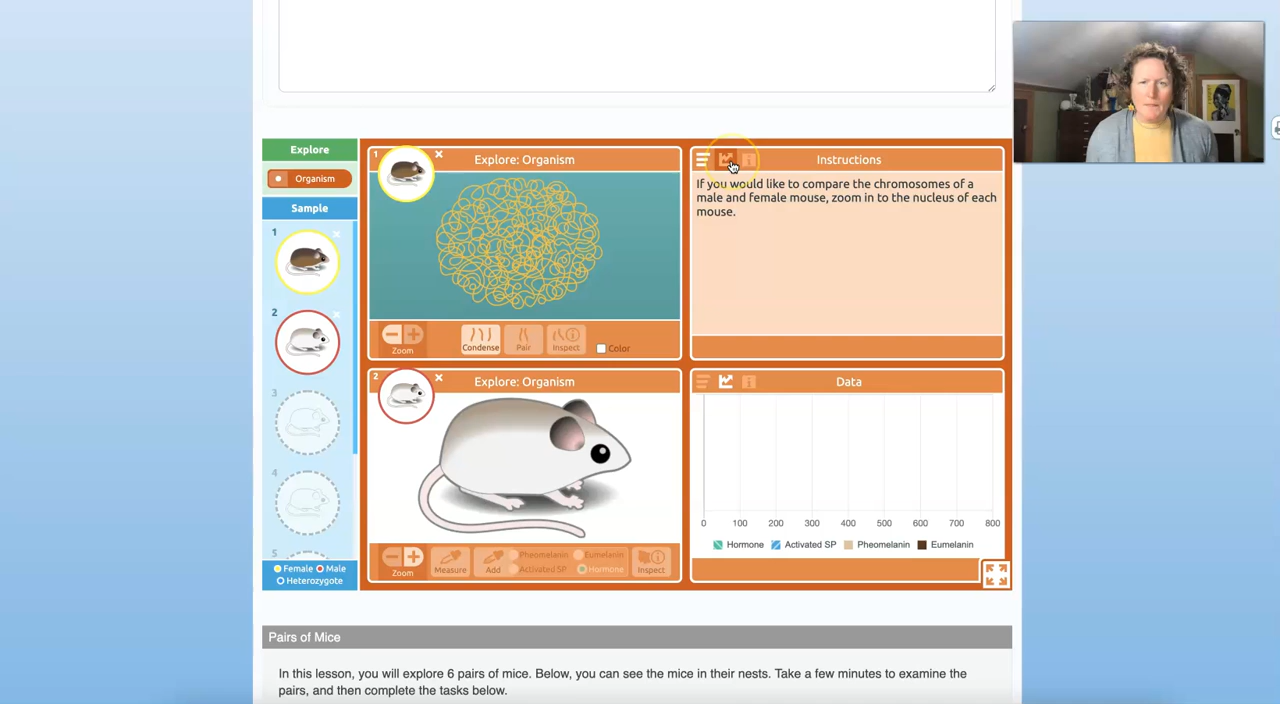 Explore
Organism
Sample
1
2
3
4
5
Female Male
Heterozygote
1
Explore: Organism
Zoom
Condense
Pair
Inspect
Color
Instructions
If you would like to compare the chromosomes of a
male and female mouse, zoom in to the nucleus of each
mouse.
2
Explore: Organism
Zoom
Measure
Add
Pheomelanin Eumelanin
Activated SP Hormone
Inspect
Data
0 100 200 300 400 500 600 700 800
Hormone Activated SP Pheomelanin Eumelanin
Pairs of Mice
In this lesson, you will explore 6 pairs of mice. Below, you can see the mice in their nests. Take a few minutes to examine the
pairs, and then complete the tasks below.